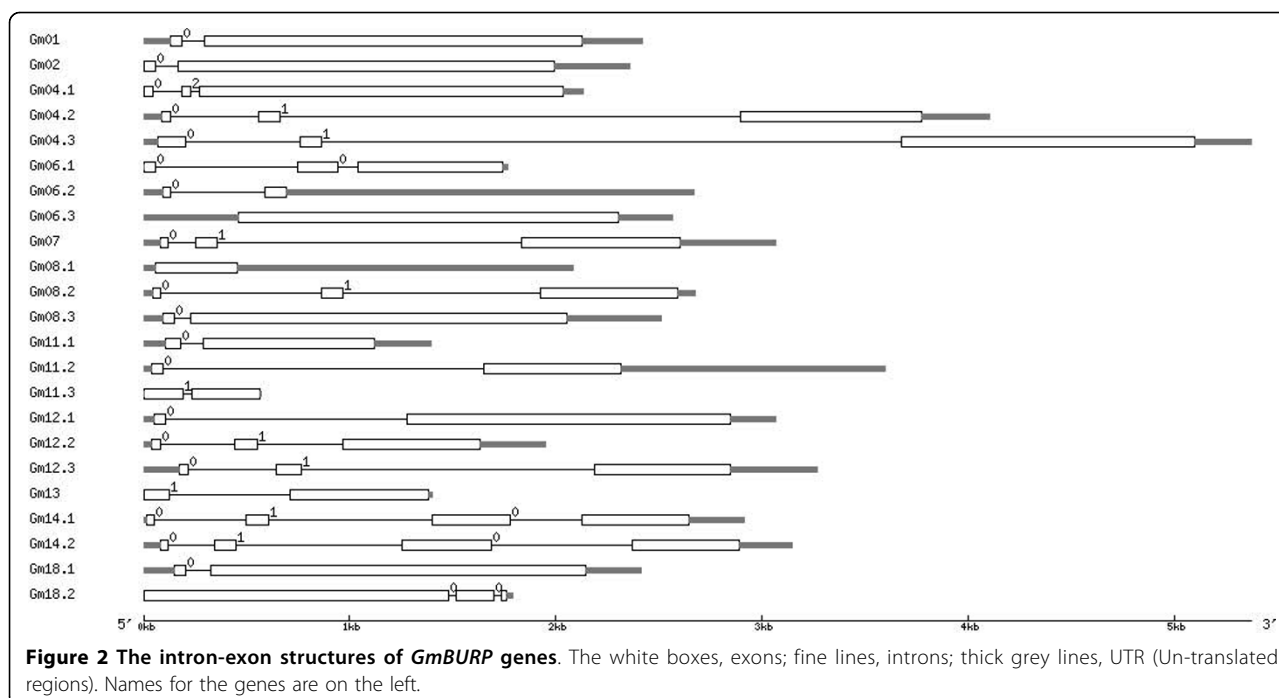 Gm01 0
Gm02 0
Gm04.1 0 2
Gm04.2 0 1
Gm04.3 0 1
Gm06.1 0 0
Gm06.2 0
Gm06.3
Gm07 0 1
Gm08.1
Gm08.2 0 1
Gm08.3 0
Gm11.1 0
Gm11.2 0
Gm11.3 1
Gm12.1 0
Gm12.2 0 1
Gm12.3 0 1
Gm13 1
Gm14.1 0 1 0
Gm14.2 0 1 0
Gm18.1 0
Gm18.2 0 0
5' 0kb 1kb 2kb 3kb 4kb 5kb 3'
Figure 2 The intron-exon structures of GmBURP genes. The white boxes, exons; fine lines, introns; thick grey lines, UTR (Un-translated
regions). Names for the genes are on the left.